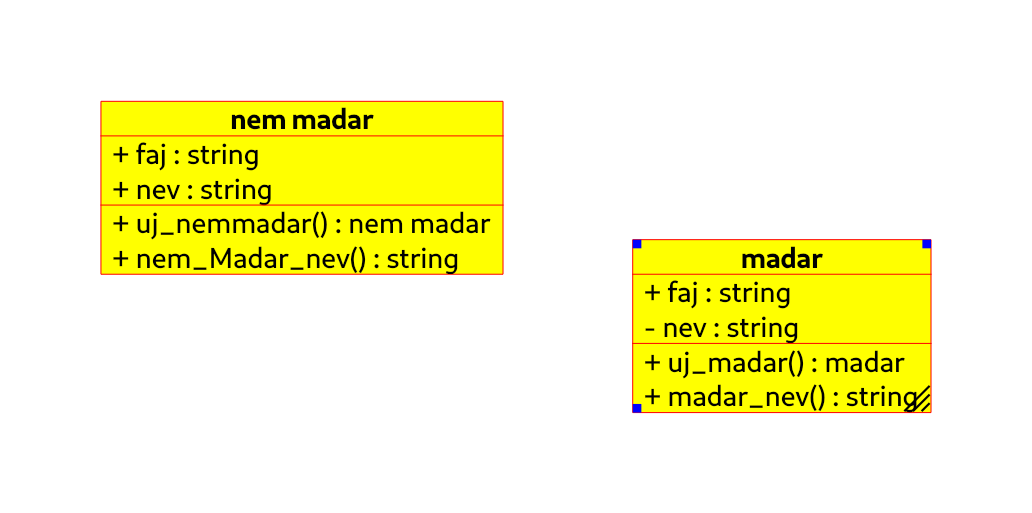 nem madar
+ faj : string
+ nev : string
+ uj_nemmadar() : nem madar
+ nem_Madar_nev() : string
madar
+ faj : string
- nev : string
+ uj_madar() : madar
+ madar_nev() : string